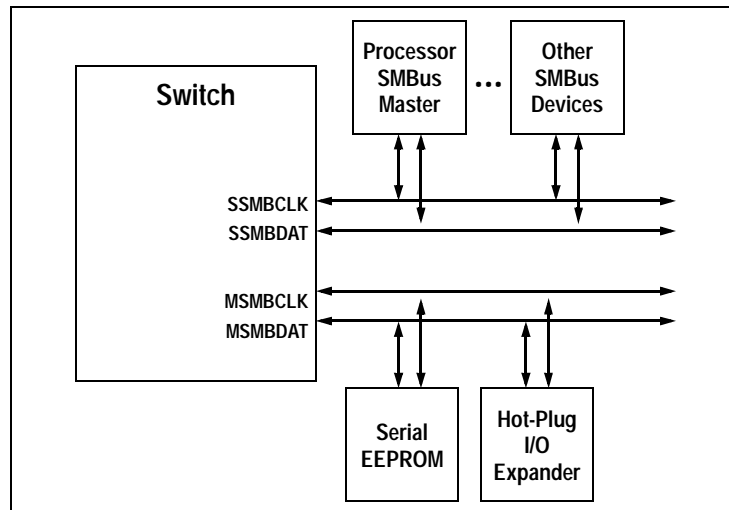 Switch
Processor
SMBus
Master
...
Other
SMBus
Devices
SSMBCLK
SSMBDAT
MSMBCLK
MSMBDAT
Serial
EEPROM
Hot-Plug
I/O
Expander